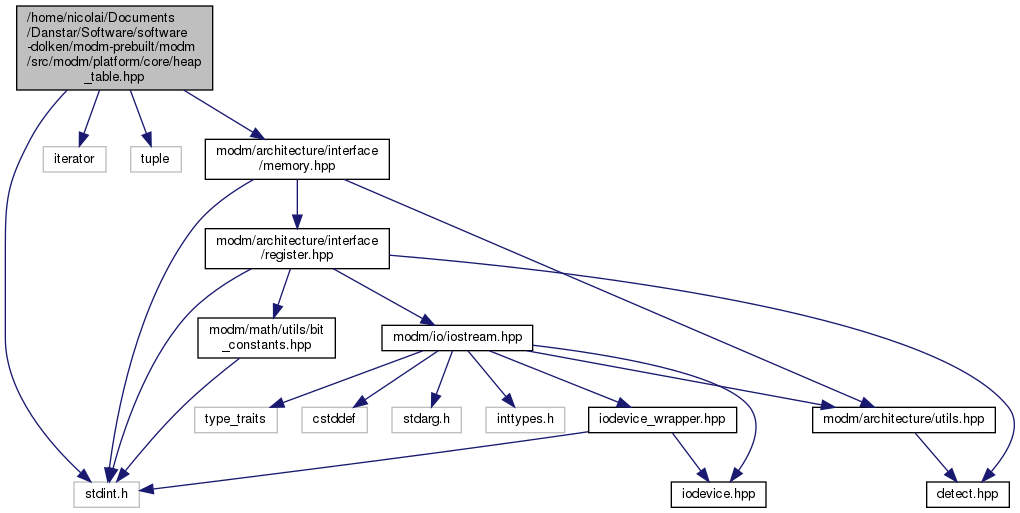 /home/nicolai/Documents
/Danstar/Software/software
-dolken/modm-prebuilt/modm
/src/modm/platform/core/heap
_table.hpp
iterator
tuple
modm/architecture/interface
/memory.hpp
modm/architecture/interface
/register.hpp
modm/math/utils/bit
_constants.hpp
modm/io/iostream.hpp
type_traits
cstddef
stdarg.h
inttypes.h
iodevice_wrapper.hpp
modm/architecture/utils.hpp
stdint.h
iodevice.hpp
detect.hpp